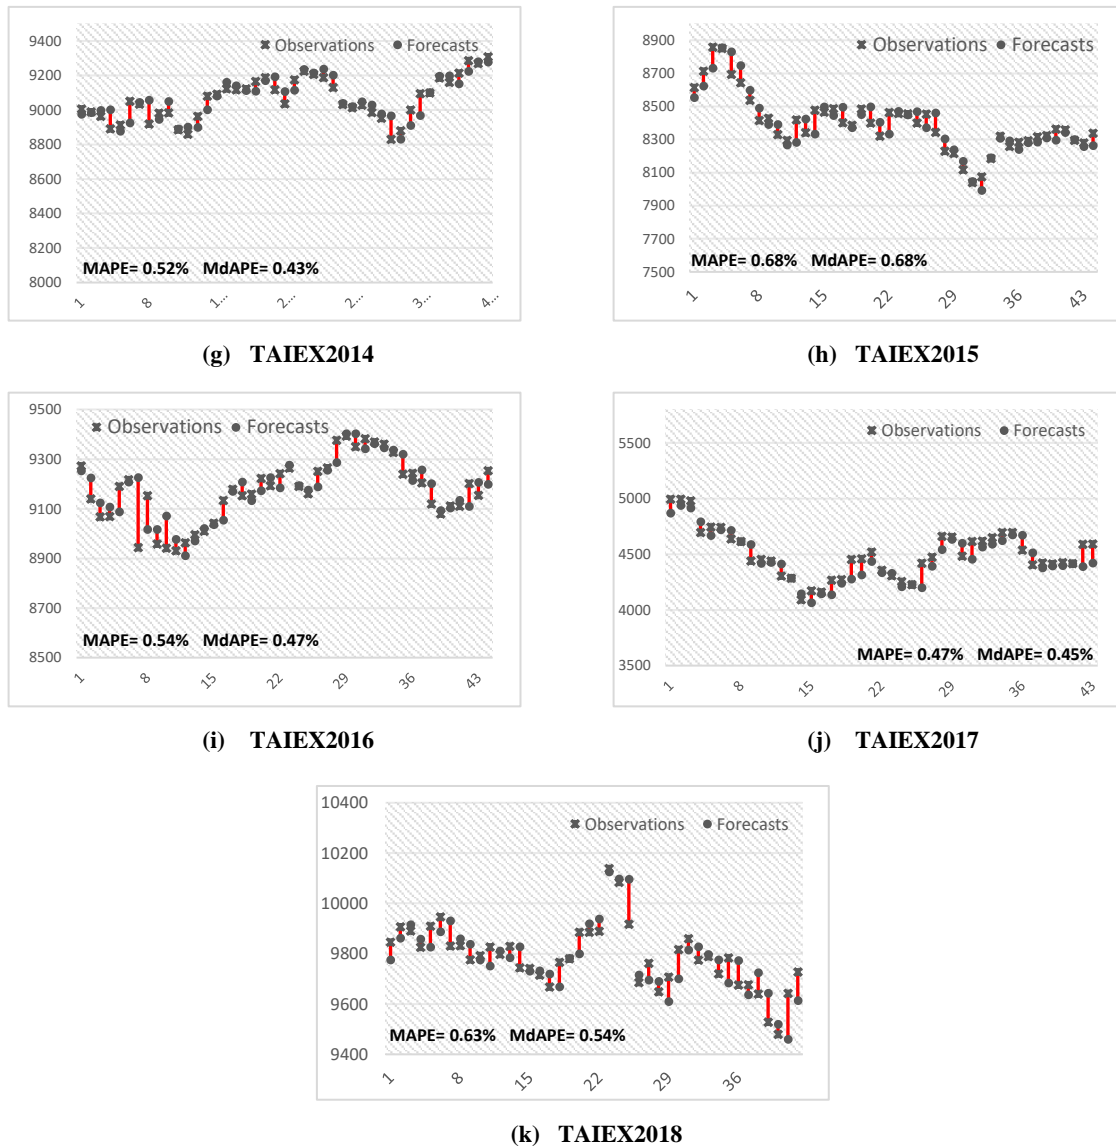 9400
9200
9000
8800
8600
8400
8200
8000
Observations Forecasts
MAPE= 0.52% MdAPE= 0.43%
1 8 1… 2… 2… 3… 4…
(g) TAIEX2014
8900
8700
8500
8300
8100
7900
7700
7500
Observations Forecasts
MAPE= 0.68% MdAPE= 0.68%
1 8 15 22 29 36 43
(h) TAIEX2015
9500
9300
9100
8900
8700
8500
Observations Forecasts
MAPE= 0.54% MdAPE= 0.47%
1 8 15 22 29 36 43
(i) TAIEX2016
5500
5000
4500
4000
3500
Observations Forecasts
MAPE= 0.47% MdAPE= 0.45%
1 8 15 22 29 36 43
(j) TAIEX2017
10400
10200
10000
9800
9600
9400
Observations Forecasts
MAPE= 0.63% MdAPE= 0.54%
1 8 15 22 29 36
(k) TAIEX2018